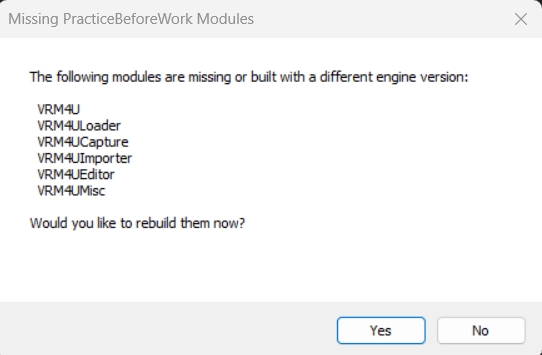 Missing PracticeBeforeWork Modules
The following modules are missing or built with a different engine version:
VRM4U
VRM4ULoader
VRM4UCapture
VRM4UImporter
VRM4UEditor
VRM4UMisc
Would you like to rebuild them now?
Yes
No